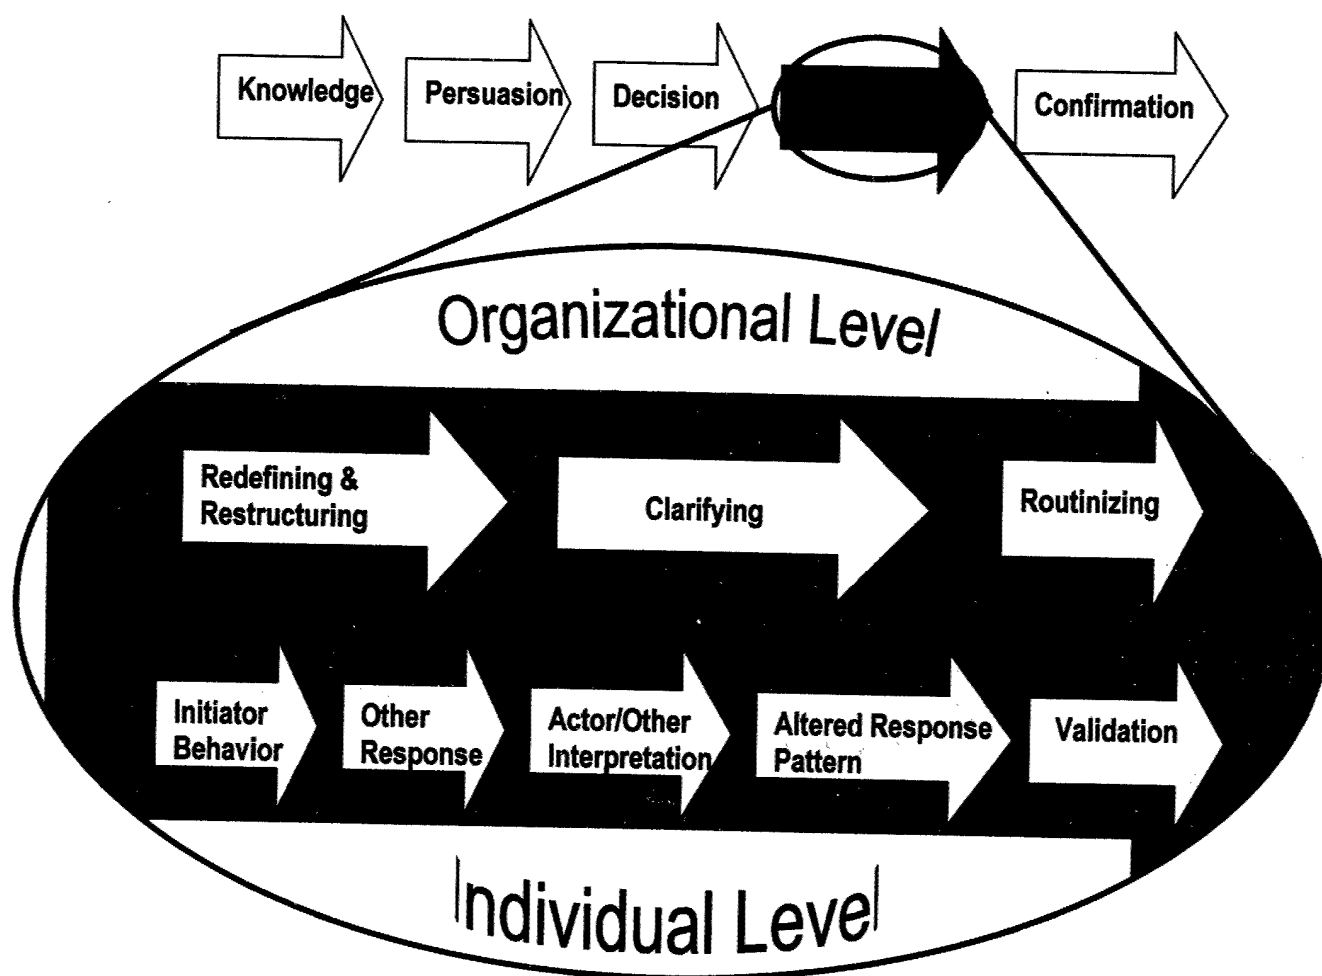 Knowledge
Persuasion
Decision
Confirmation
Organizational Level
Redefining &
Restructuring
Clarifying
Routinizing
Initiator
Behavior
Other
Response
Actor/Other
Interpretation
Altered Response
Pattern
Validation
Individual Level